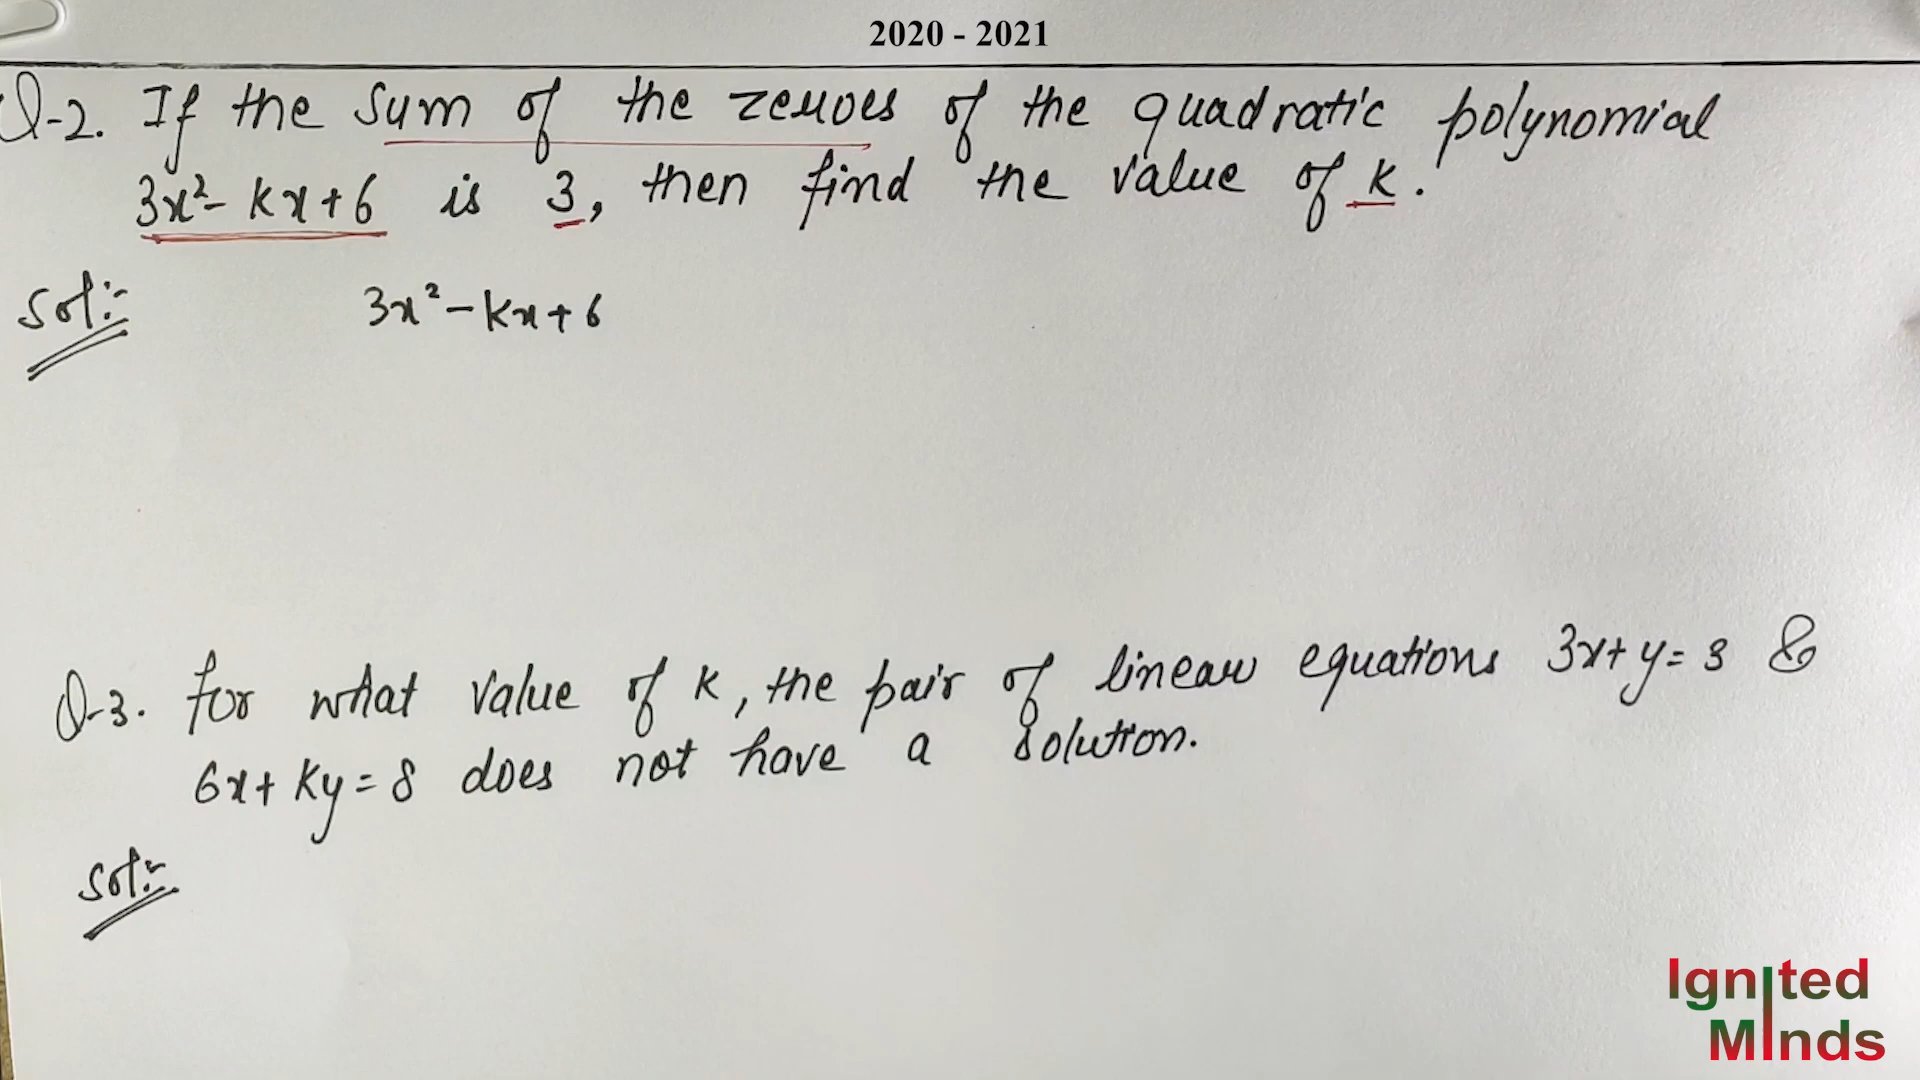 2020 - 2021
Q-2. If the sum of the zeroes of the quadratic polynomial
3x²- kx+6 is 3, then find the value of k.
Sol:-
3x²-kx+6
Q-3. for what value of k, the pair of linear equations 3x+y=3 &
6x+ky=8 does not have a solution.
Sol:-
Ignited
Minds